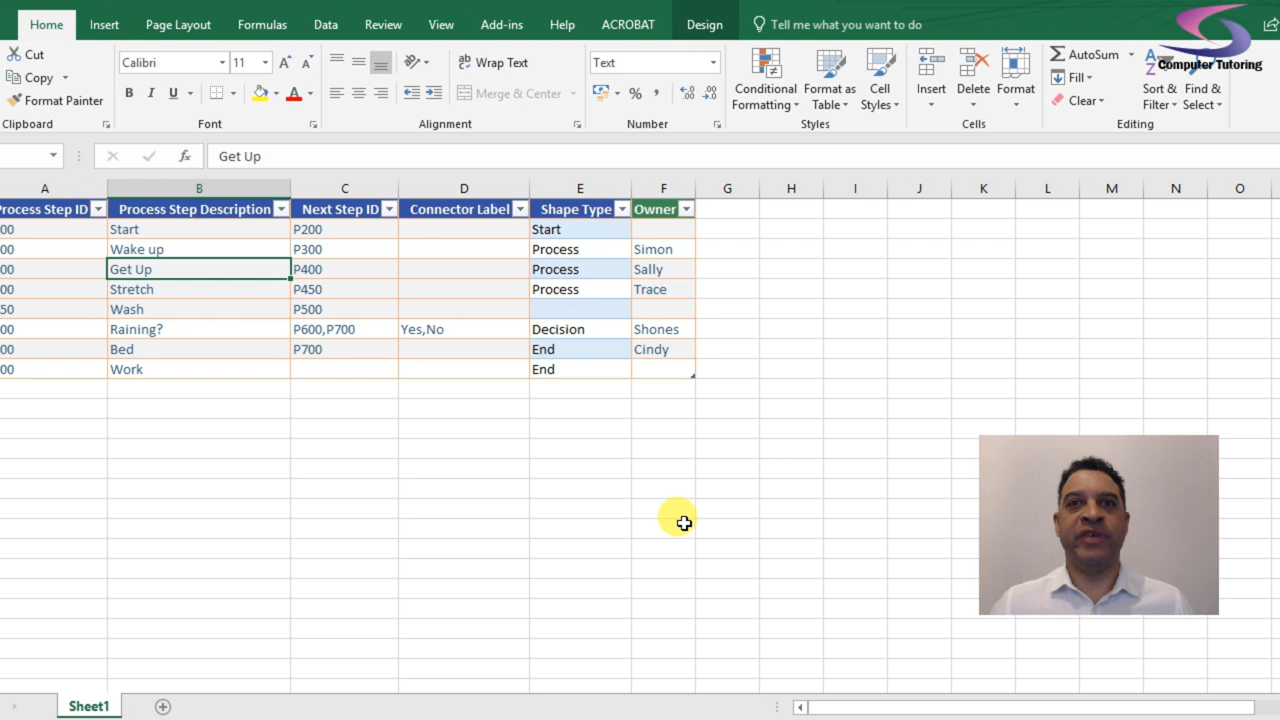 Home Insert Page Layout Formulas Data Review View Add-ins Help ACROBAT Design Tell me what you want to do
Computer Tutoring
Cut
Copy
Format Painter
Clipboard
Calibri 11
B I U
Font
Wrap Text
Merge & Center
Alignment
Text
% ,
Number
Conditional Formatting
Format as Table
Cell Styles
Styles
Insert Delete Format
Cells
AutoSum
Fill
Clear
Sort & Filter
Find & Select
Editing
fx Get Up
A B C D E F G H I J K L M N O
Process Step ID Process Step Description Next Step ID Connector Label Shape Type Owner
00 Start P200 Start
00 Wake up P300 Process Simon
00 Get Up P400 Process Sally
00 Stretch P450 Process Trace
50 Wash P500
00 Raining? P600,P700 Yes,No Decision Shones
00 Bed P700 End Cindy
00 Work End
Sheet1